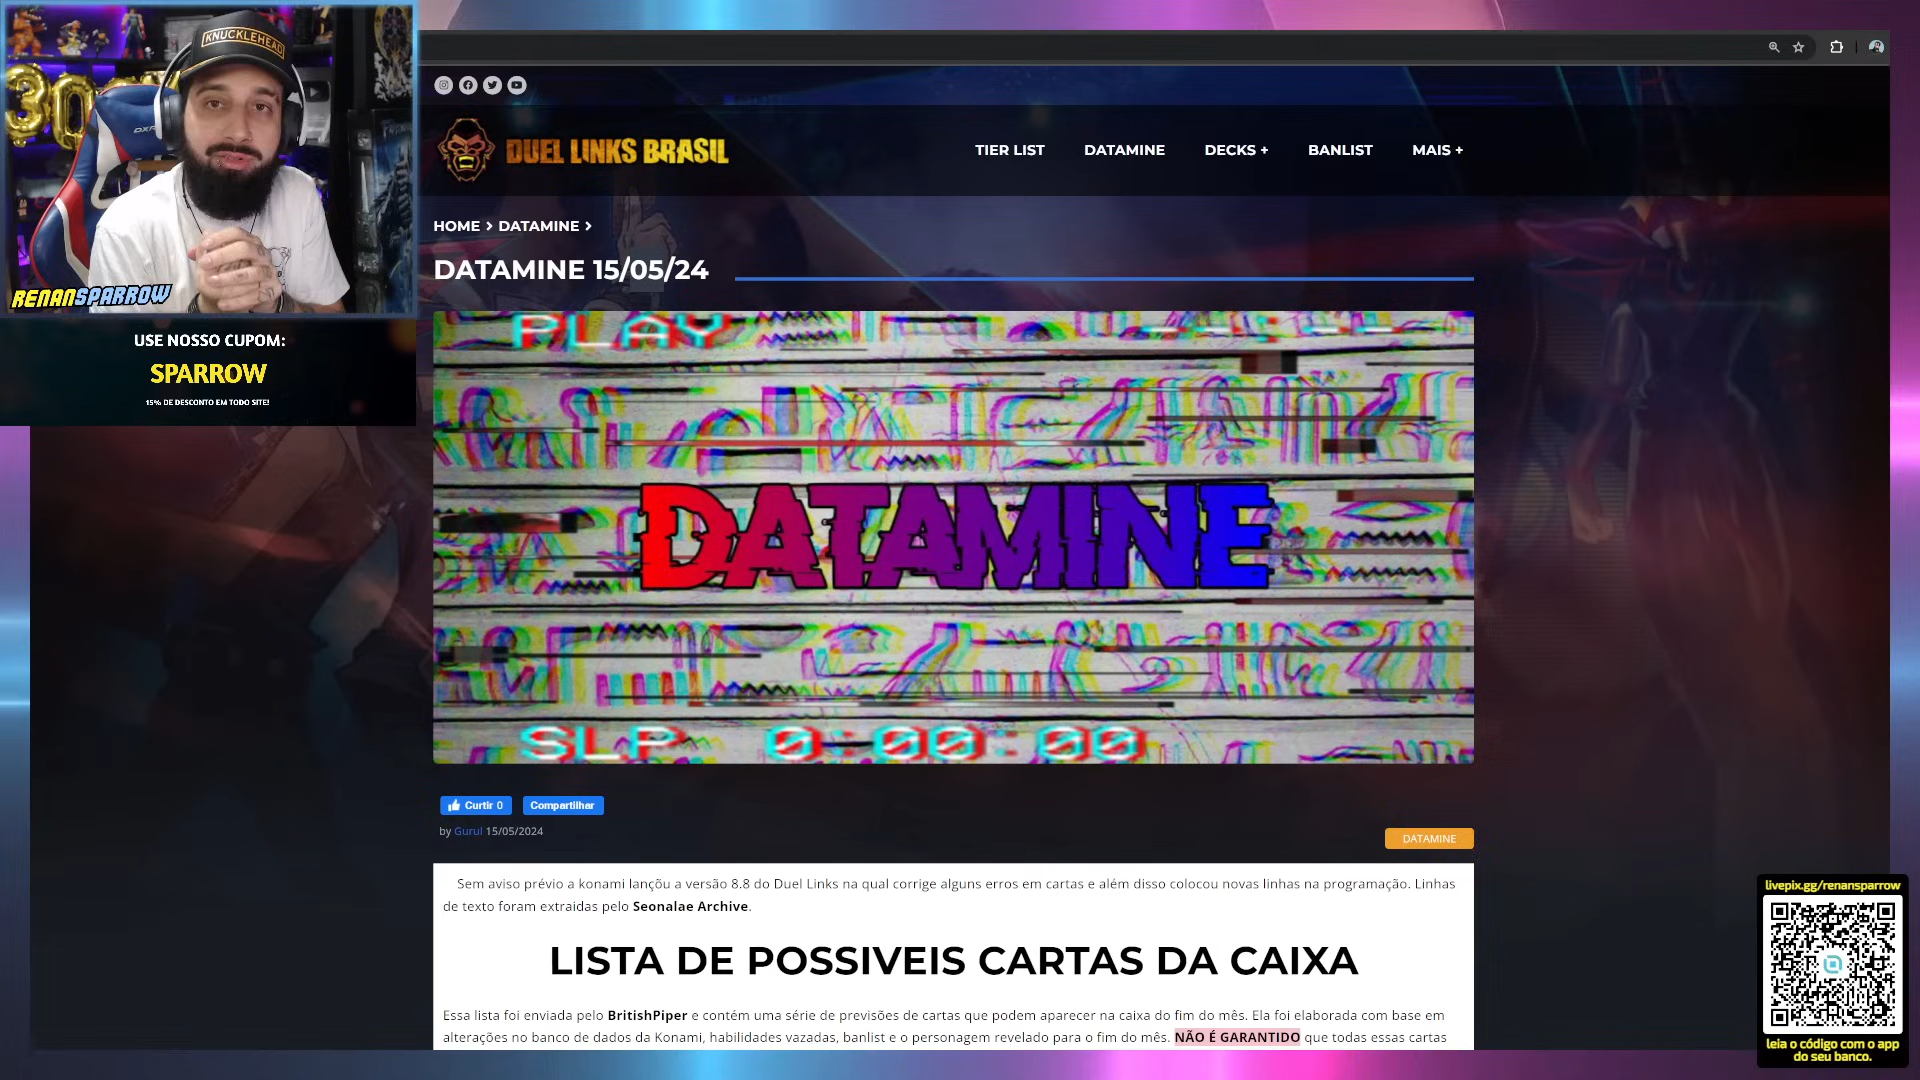 KNUCKLEHEAD
RENANSPARROW
USE NOSSO CUPOM:
SPARROW
15% DE DESCONTO EM TODO SITE!
DUEL LINKS BRASIL
TIER LIST
DATAMINE
DECKS +
BANLIST
MAIS +
HOME > DATAMINE >
DATAMINE 15/05/24
PLAY
DATAMINE
SLP 0:00:00
Curtir 0
Compartilhar
by Gurul 15/05/2024
DATAMINE
Sem aviso prévio a konami lançõu a versão 8.8 do Duel Links na qual corrige alguns erros em cartas e além disso colocou novas linhas na programação. Linhas
de texto foram extraidas pelo Seonalae Archive.
LISTA DE POSSIVEIS CARTAS DA CAIXA
Essa lista foi enviada pelo BritishPiper e contém uma série de previsões de cartas que podem aparecer na caixa do fim do mês. Ela foi elaborada com base em
alterações no banco de dados da Konami, habilidades vazadas, banlist e o personagem revelado para o fim do mês. NÃO É GARANTIDO que todas essas cartas
livepix.gg/renansparrow
leia o código com o app
do seu banco.